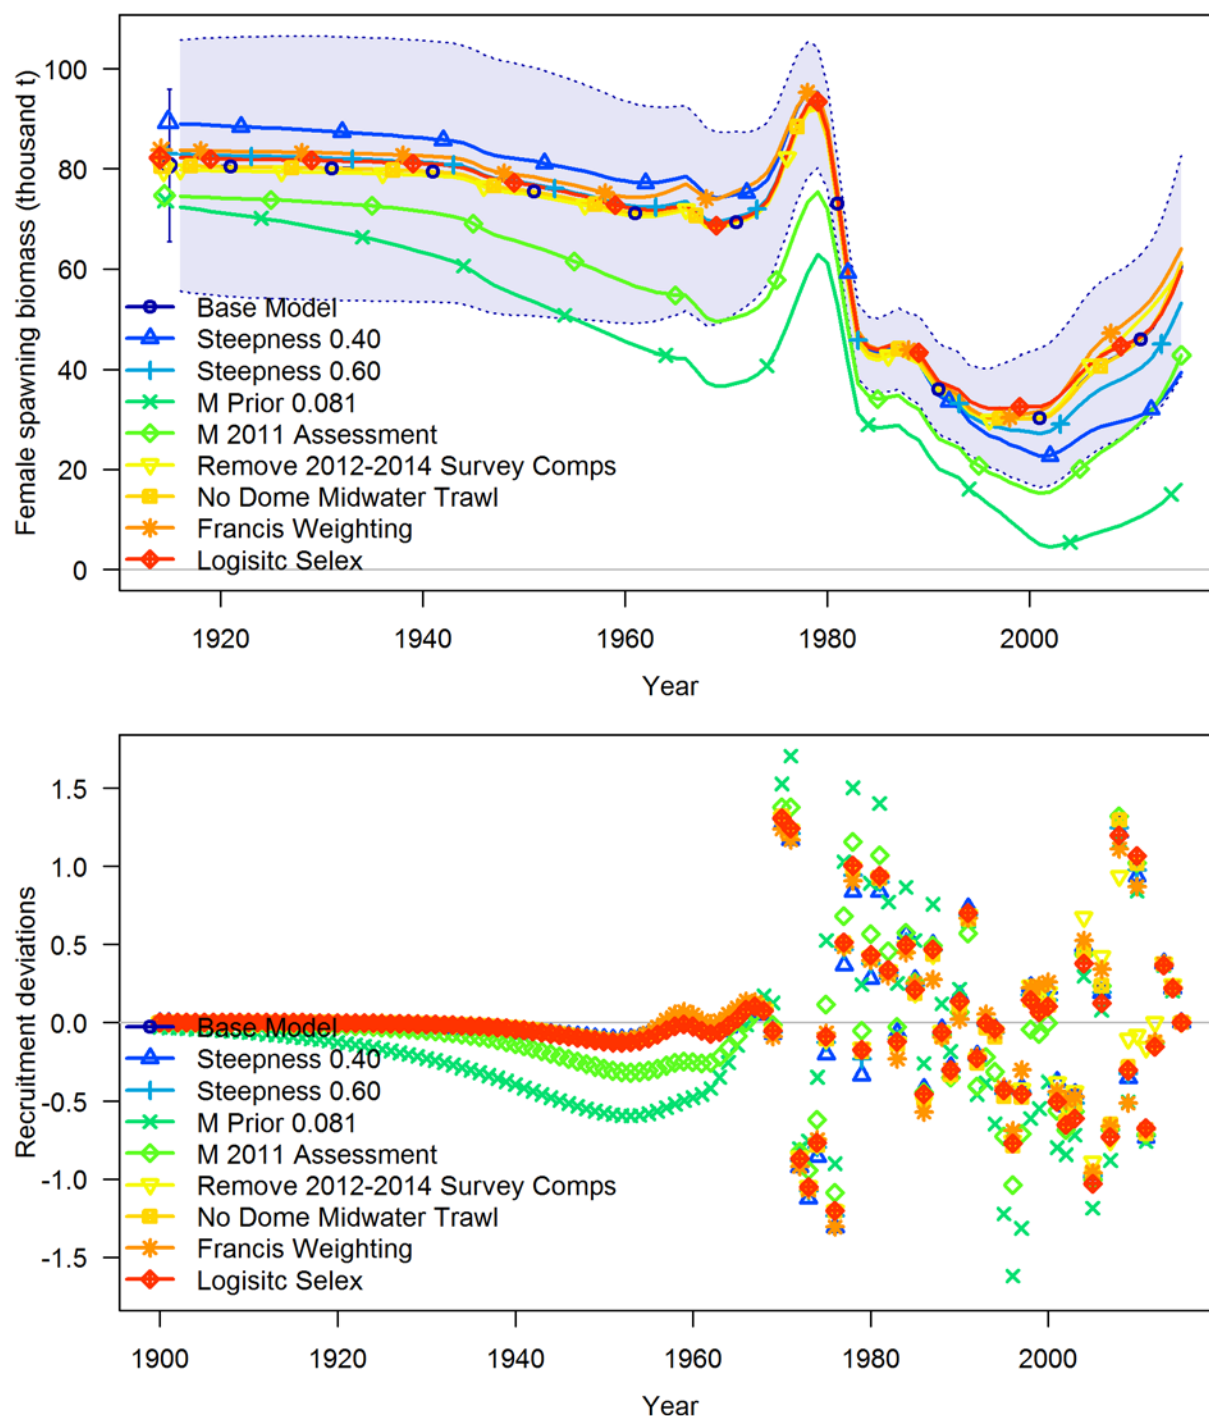 Female spawning biomass (thousand t)
100
80
60
40
20
0
Base Model
Steepness 0.40
Steepness 0.60
M Prior 0.081
M 2011 Assessment
Remove 2012-2014 Survey Comps
No Dome Midwater Trawl
Francis Weighting
Logisitc Selex
1920 1940 1960 1980 2000
Year
Recruitment deviations
1.5
1.0
0.5
0.0
-0.5
-1.0
-1.5
Base Model
Steepness 0.40
Steepness 0.60
M Prior 0.081
M 2011 Assessment
Remove 2012-2014 Survey Comps
No Dome Midwater Trawl
Francis Weighting
Logisitc Selex
1900 1920 1940 1960 1980 2000
Year